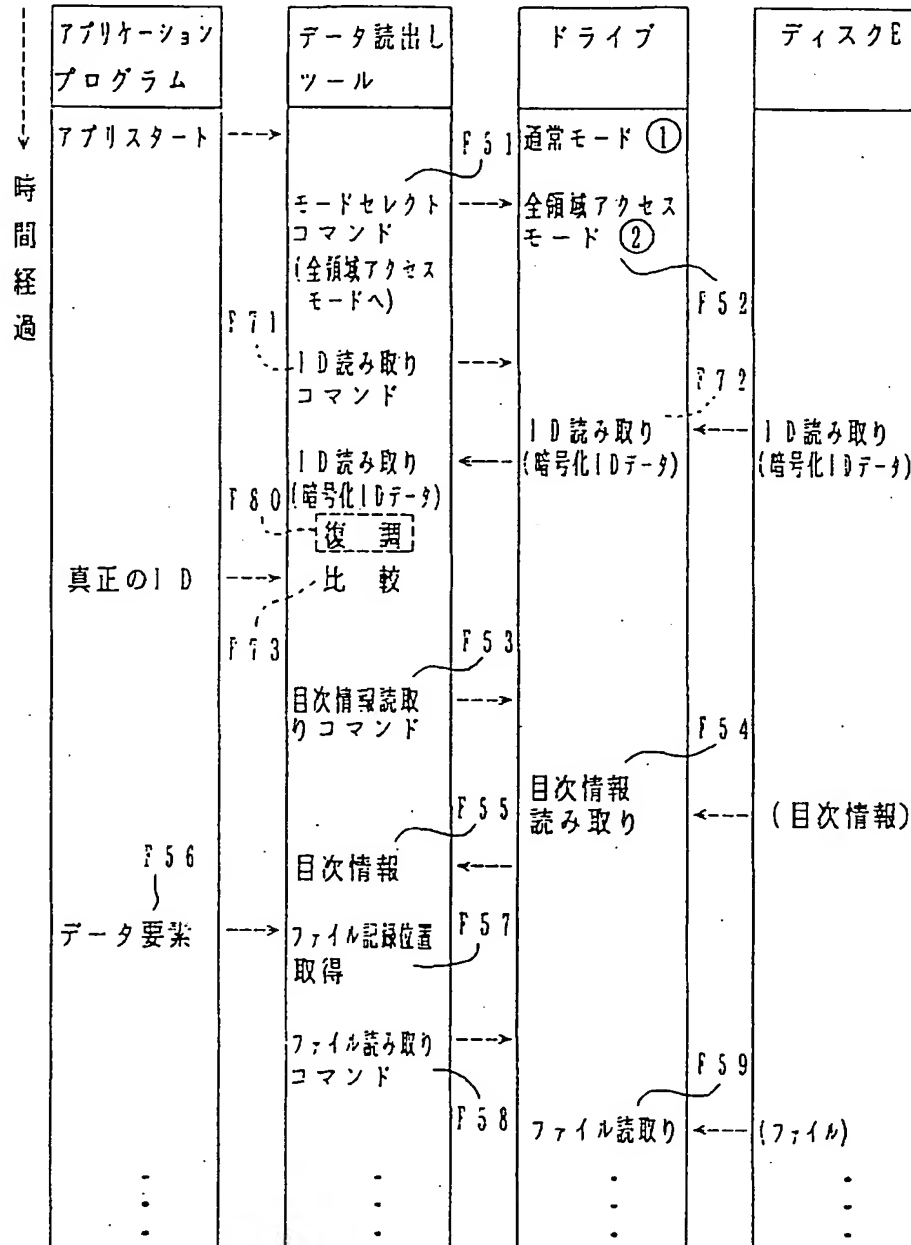 時間経過
アプリケーション
プログラム
データ読出し
ツール
ドライブ
ディスクE
アプリスタート
F51
通常モード ①
モードセレクト
コマンド
(全領域アクセス
モードへ)
全領域アクセス
モード ②
F52
F71
ID読み取り
コマンド
F72
ID読み取り
(暗号化IDデータ)
ID読み取り
(暗号化IDデータ)
ID読み取り
(暗号化IDデータ)
F80
復調
真正のID
比較
F73
F53
目次情報読取
りコマンド
F54
目次情報
読み取り
(目次情報)
F55
目次情報
F56
データ要素
F57
ファイル記録位置
取得
ファイル読み取り
コマンド
F58
F59
ファイル読取り
(ファイル)